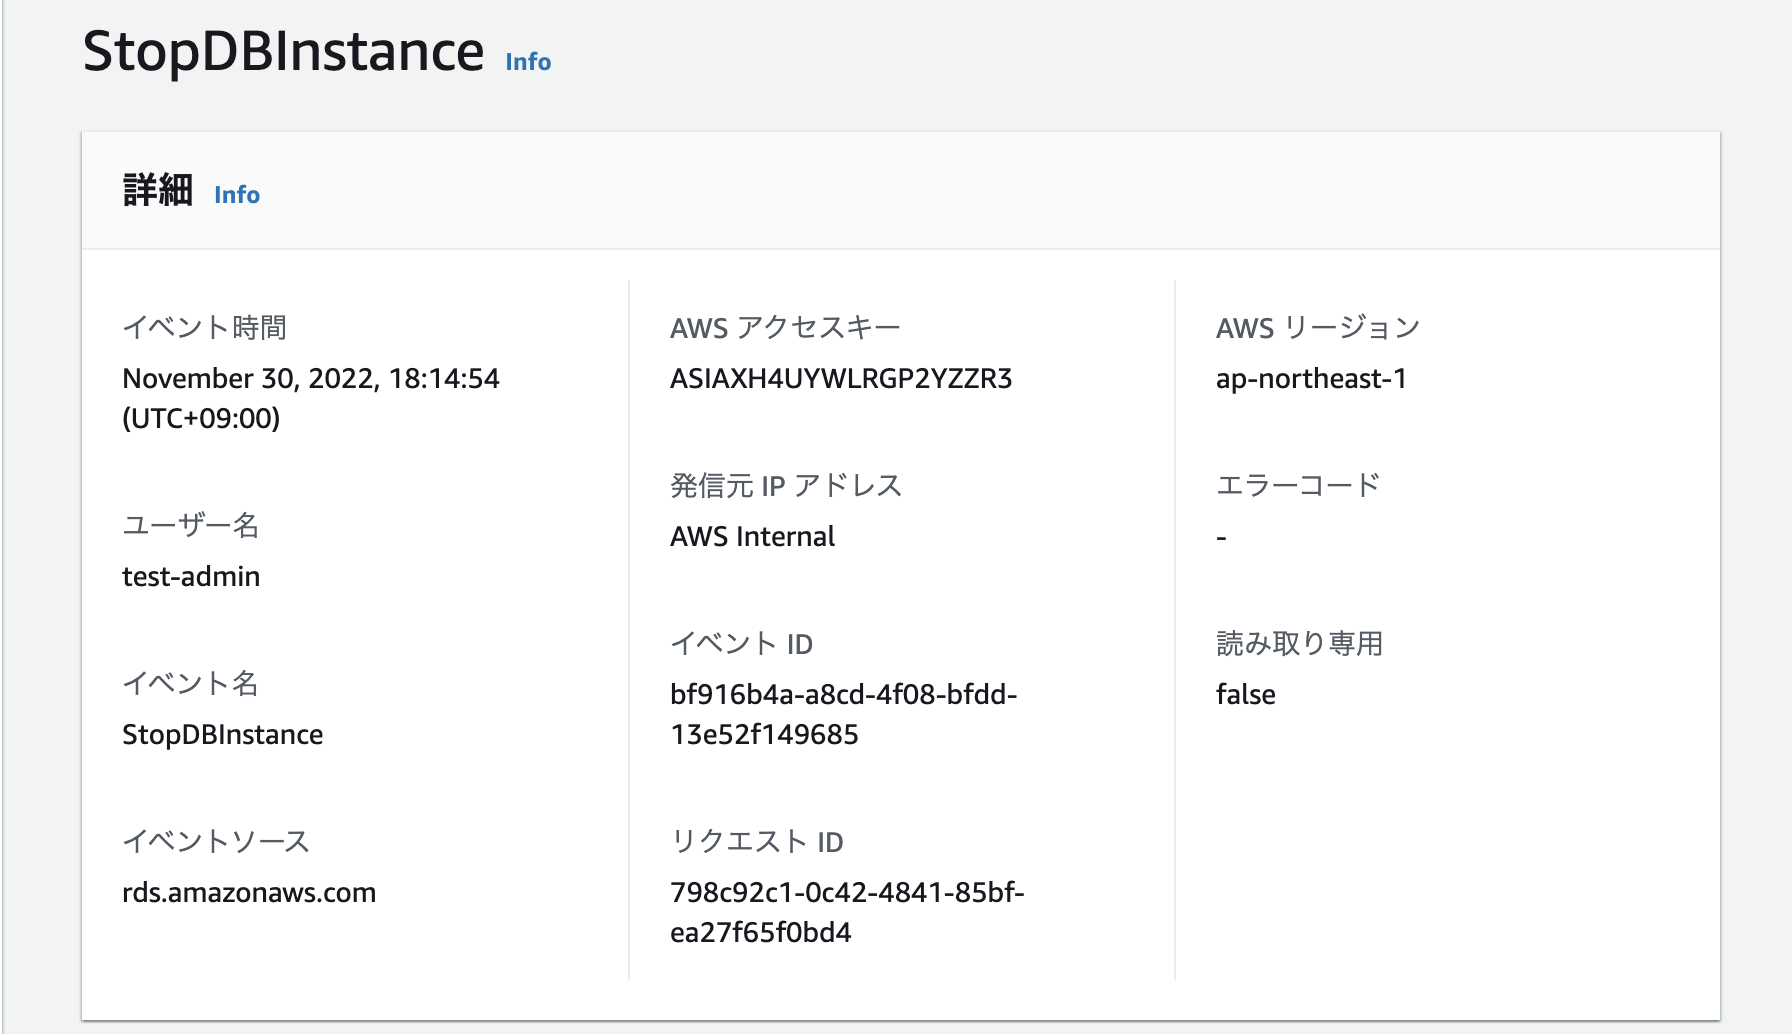 StopDBInstance Info
詳細 Info
イベント時間
November 30, 2022, 18:14:54
(UTC+09:00)
ユーザー名
test-admin
イベント名
StopDBInstance
イベントソース
rds.amazonaws.com
AWS アクセスキー
ASIAXH4UYWLRGP2YZZR3
発信元 IP アドレス
AWS Internal
イベント ID
bf916b4a-a8cd-4f08-bfdd-
13e52f149685
リクエスト ID
798c92c1-0c42-4841-85bf-
ea27f65f0bd4
AWS リージョン
ap-northeast-1
エラーコード
-
読み取り専用
false